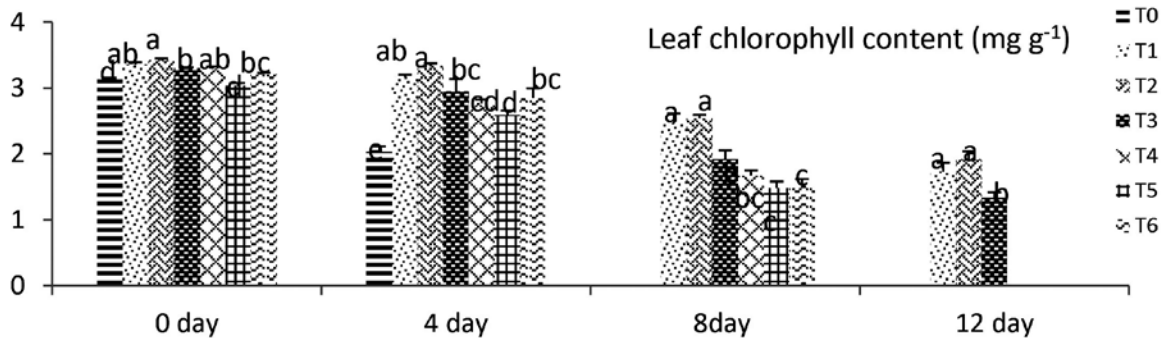 4
3
2
1
0
Leaf chlorophyll content (mg g⁻¹)
d ab a b ab d bc
e ab a bc cd d bc
a a bc c c
a a b
0 day 4 day 8day 12 day
T0
T1
T2
T3
T4
T5
T6